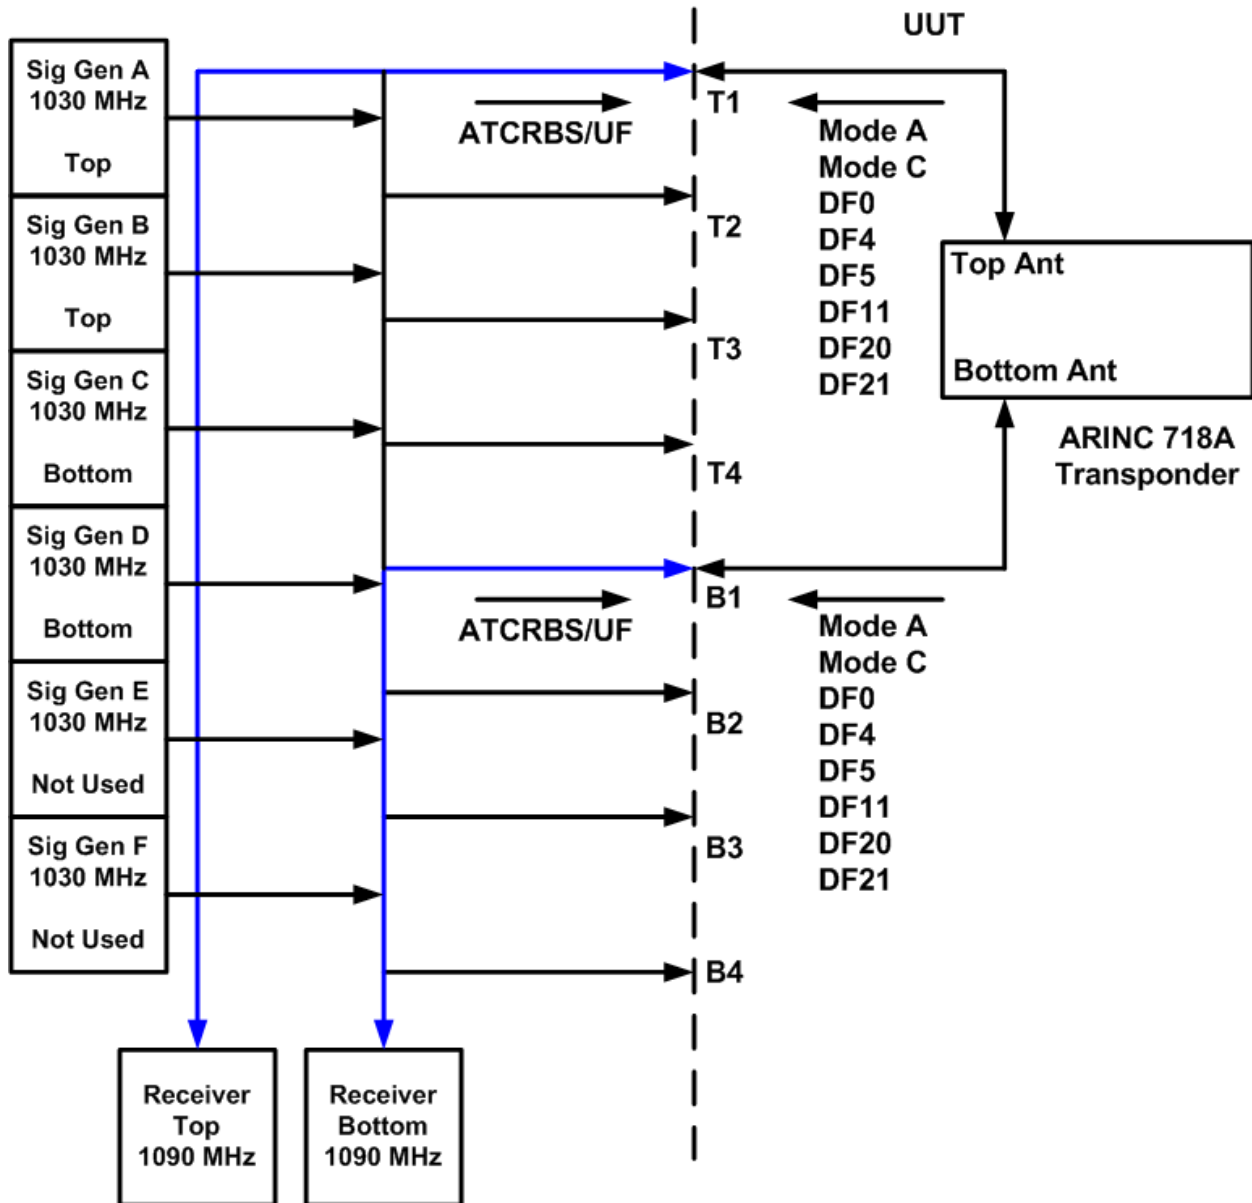 UUT
Sig Gen A
1030 MHz
Top
Sig Gen B
1030 MHz
Top
Sig Gen C
1030 MHz
Bottom
Sig Gen D
1030 MHz
Bottom
Sig Gen E
1030 MHz
Not Used
Sig Gen F
1030 MHz
Not Used
Receiver
Top
1090 MHz
Receiver
Bottom
1090 MHz
ATCRBS/UF
ATCRBS/UF
T1
T2
T3
T4
B1
B2
B3
B4
Mode A
Mode C
DF0
DF4
DF5
DF11
DF20
DF21
Mode A
Mode C
DF0
DF4
DF5
DF11
DF20
DF21
Top Ant
Bottom Ant
ARINC 718A
Transponder